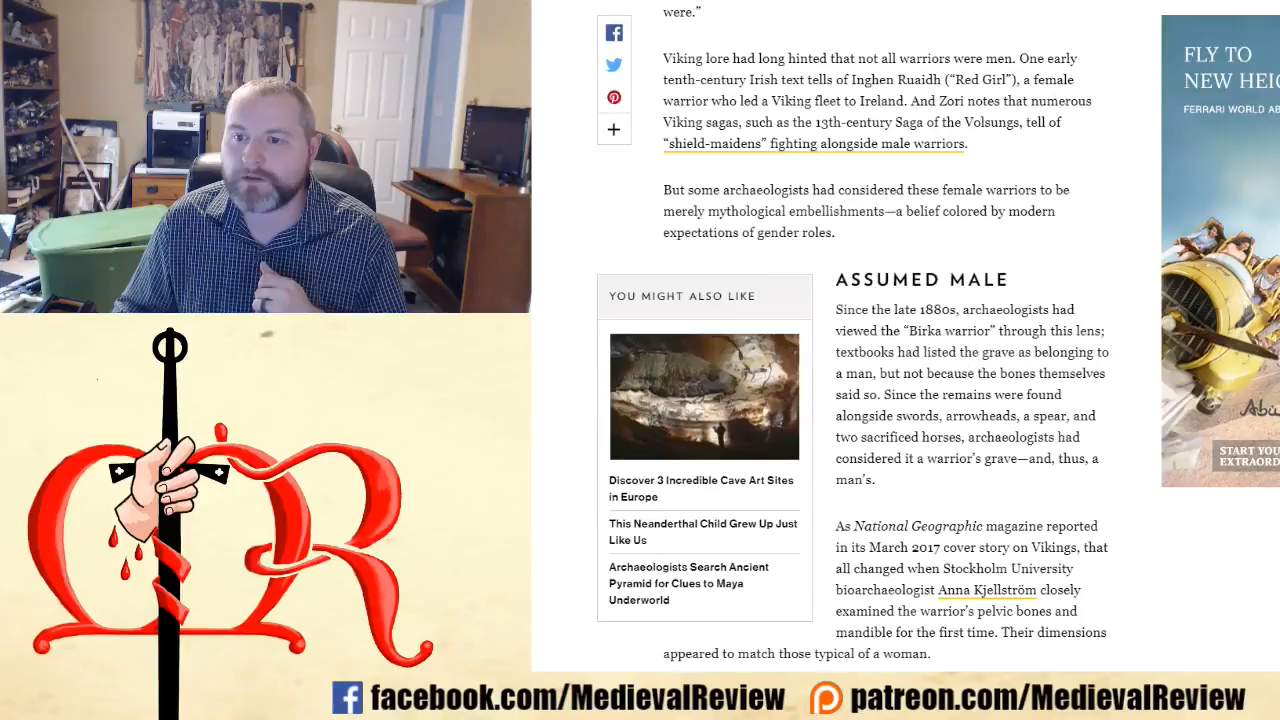 were.”
Viking lore had long hinted that not all warriors were men. One early
tenth-century Irish text tells of Inghen Ruaidh (“Red Girl”), a female
warrior who led a Viking fleet to Ireland. And Zori notes that numerous
Viking sagas, such as the 13th-century Saga of the Volsungs, tell of
“shield-maidens” fighting alongside male warriors.
But some archaeologists had considered these female warriors to be
merely mythological embellishments—a belief colored by modern
expectations of gender roles.
YOU MIGHT ALSO LIKE
Discover 3 Incredible Cave Art Sites
in Europe
This Neanderthal Child Grew Up Just
Like Us
Archaeologists Search Ancient
Pyramid for Clues to Maya
Underworld
ASSUMED MALE
Since the late 1880s, archaeologists had
viewed the “Birka warrior” through this lens;
textbooks had listed the grave as belonging to
a man, but not because the bones themselves
said so. Since the remains were found
alongside swords, arrowheads, a spear, and
two sacrificed horses, archaeologists had
considered it a warrior’s grave—and, thus, a
man’s.
As National Geographic magazine reported
in its March 2017 cover story on Vikings, that
all changed when Stockholm University
bioarchaeologist Anna Kjellström closely
examined the warrior’s pelvic bones and
mandible for the first time. Their dimensions
appeared to match those typical of a woman.
FLY TO
NEW
FERRARI WORLD
START
MR
facebook.com/MedievalReview
patreon.com/MedievalReview